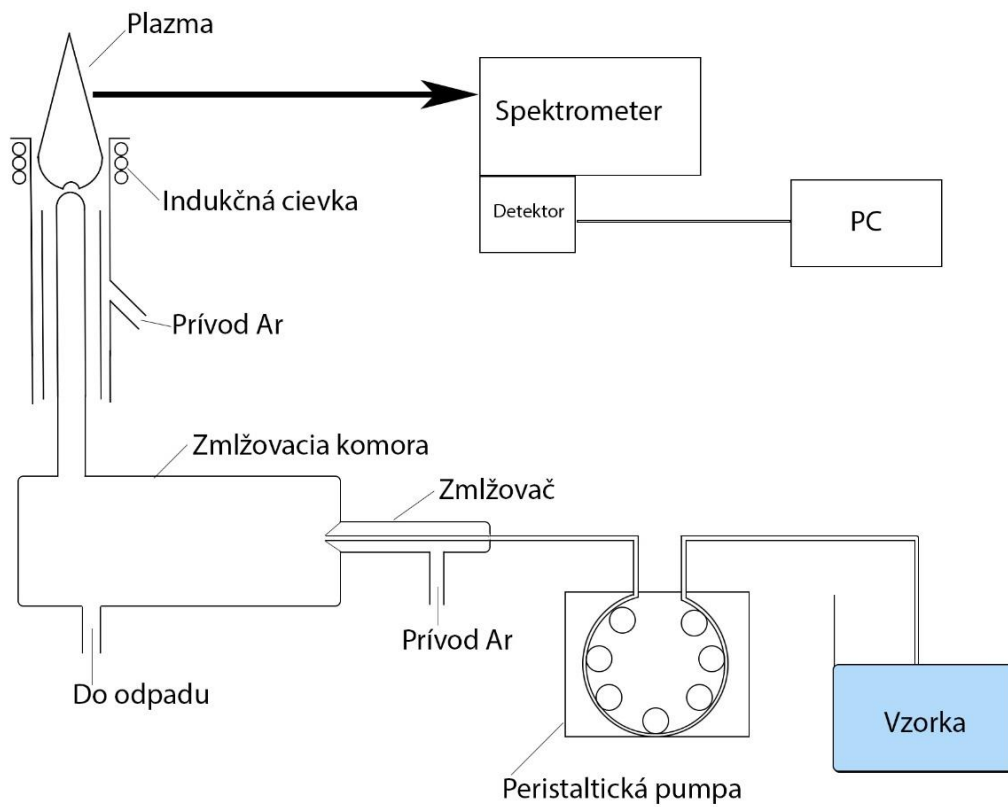 Plazma
Spektrometer
Indukčná cievka
Detektor
PC
Prívod Ar
Zmlžovacia komora
Zmlžovač
Prívod Ar
Do odpadu
Vzorka
Peristaltická pumpa